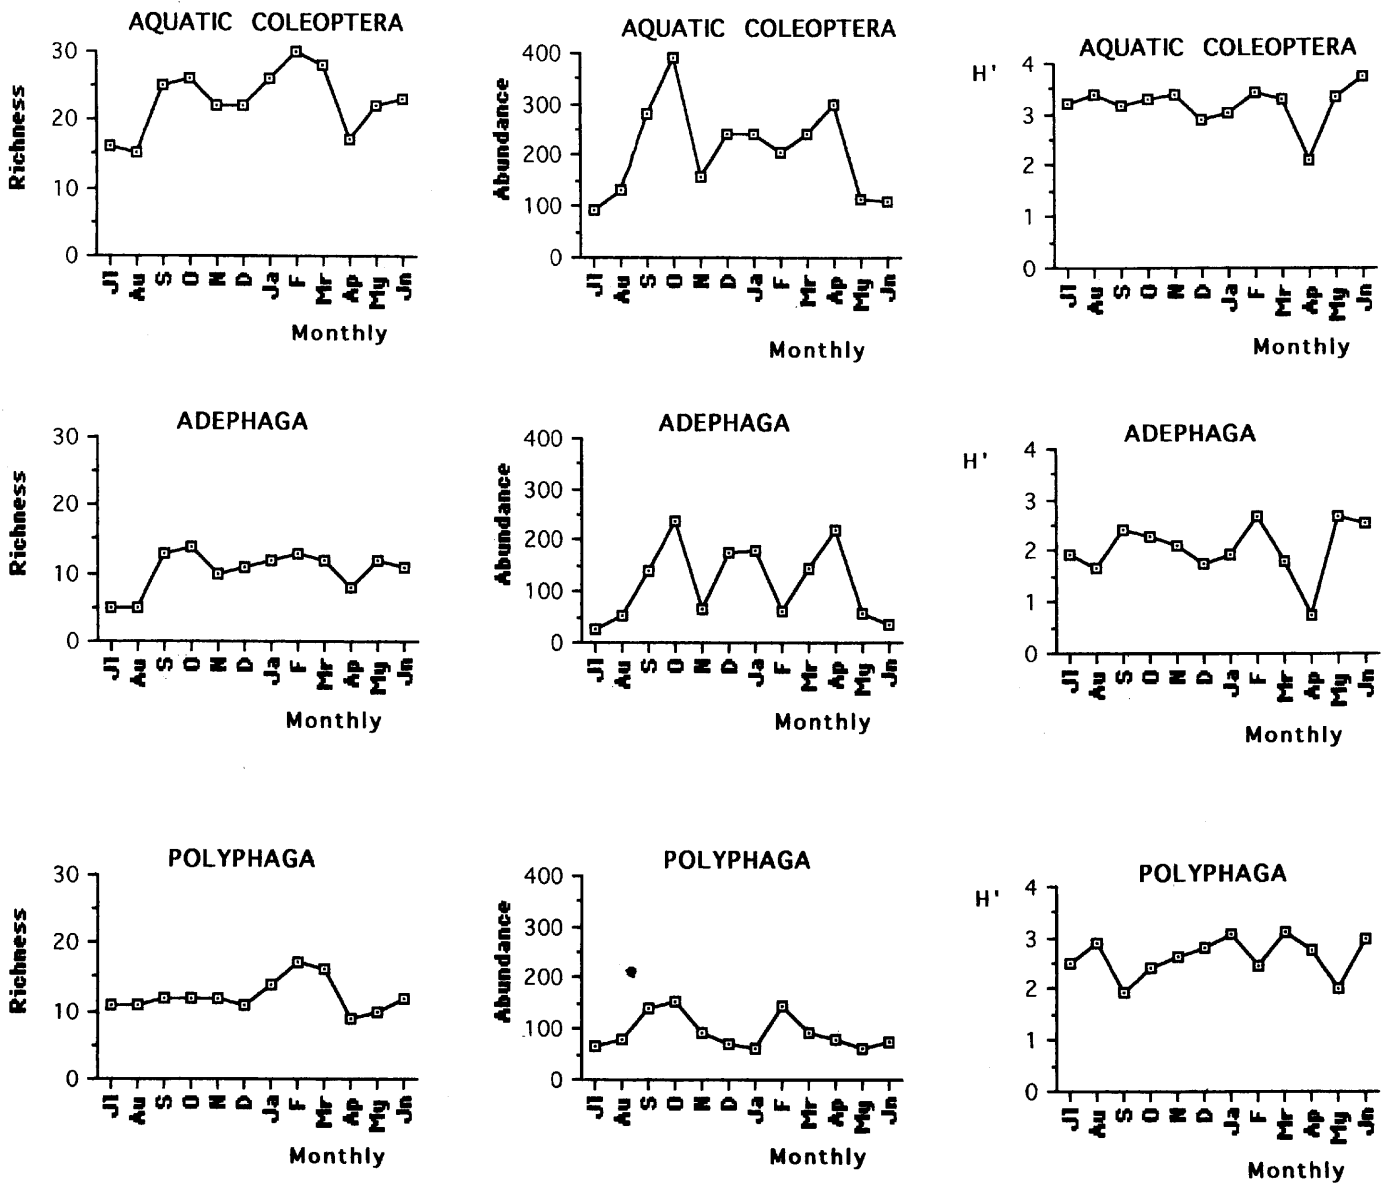 AQUATIC COLEOPTERA
Richness
30
20
10
0
Jl Au S O N D Ja F Mr Ap My Jn
Monthly
AQUATIC COLEOPTERA
Abundance
400
300
200
100
0
Jl Au S O N D Ja F Mr Ap My Jn
Monthly
AQUATIC COLEOPTERA
H'
4
3
2
1
0
Jl Au S O N D Ja F Mr Ap My Jn
Monthly
ADEPHAGA
Richness
30
20
10
0
Jl Au S O N D Ja F Mr Ap My Jn
Monthly
ADEPHAGA
Abundance
400
300
200
100
0
Jl Au S O N D Ja F Mr Ap My Jn
Monthly
ADEPHAGA
H'
4
3
2
1
0
Jl Au S O N D Ja F Mr Ap My Jn
Monthly
POLYPHAGA
Richness
30
20
10
0
Jl Au S O N D Ja F Mr Ap My Jn
Monthly
POLYPHAGA
Abundance
400
300
200
100
0
Jl Au S O N D Ja F Mr Ap My Jn
Monthly
POLYPHAGA
H'
4
3
2
1
0
Jl Au S O N D Ja F Mr Ap My Jn
Monthly